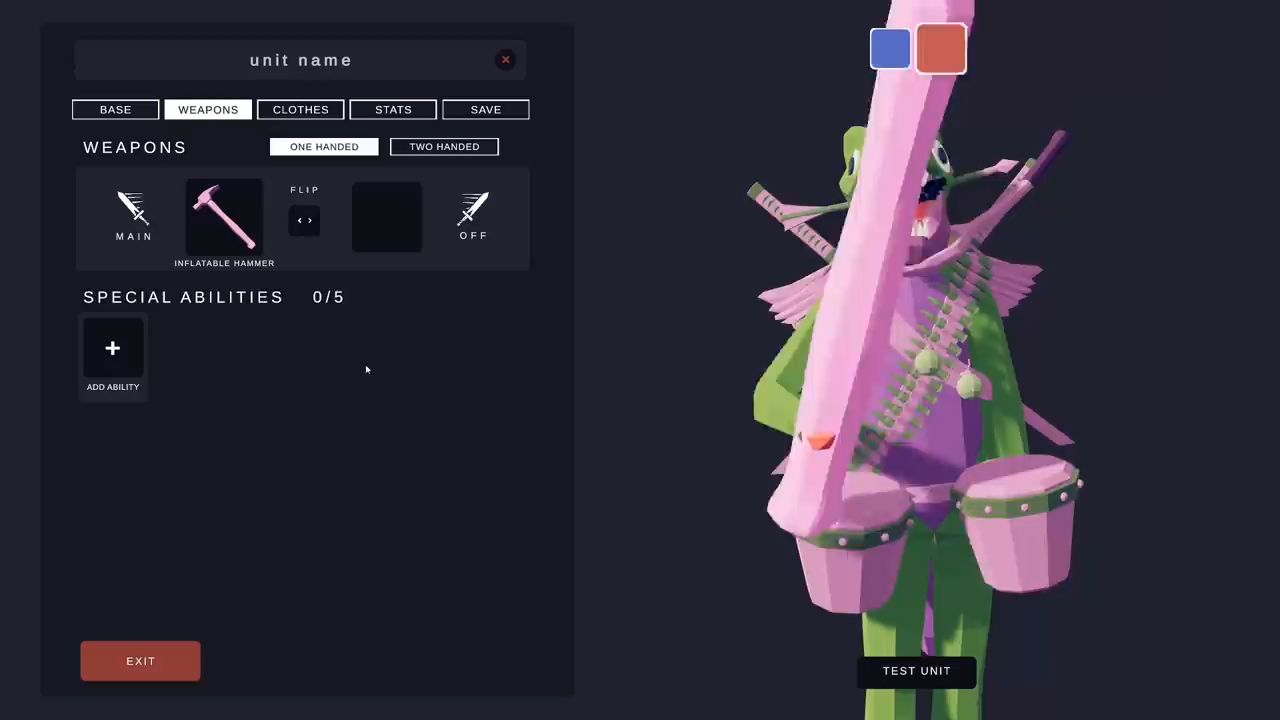 unit name
BASE
WEAPONS
CLOTHES
STATS
SAVE
WEAPONS
ONE HANDED
TWO HANDED
MAIN
INFLATABLE HAMMER
FLIP
OFF
SPECIAL ABILITIES 0/5
ADD ABILITY
EXIT
TEST UNIT